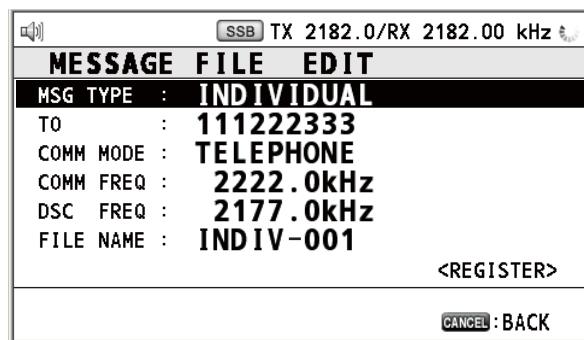 SSB TX 2182.0/RX 2182.00 kHz
MESSAGE FILE EDIT
MSG TYPE : INDIVIDUAL
TO : 111222333
COMM MODE : TELEPHONE
COMM FREQ : 2222.0kHz
DSC FREQ : 2177.0kHz
FILE NAME : INDIV-001
<REGISTER>
CANCEL : BACK